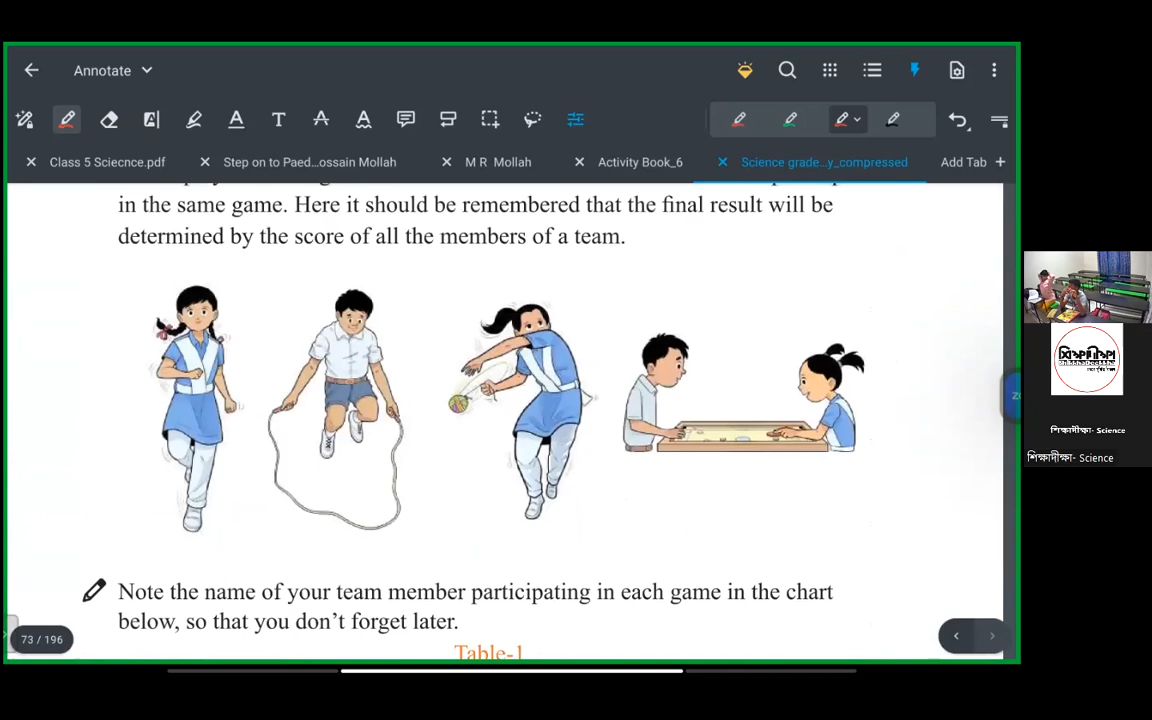 Annotate
Class 5 Sciecnce.pdf
Step on to Paed...ossain Mollah
M R Mollah
Activity Book_6
Science grade...y_compressed
Add Tab
in the same game. Here it should be remembered that the final result will be
determined by the score of all the members of a team.
Note the name of your team member participating in each game in the chart
below, so that you don't forget later.
Table-1
73 / 196
শিক্ষাদীক্ষা
শিক্ষাদীক্ষা- Science
শিক্ষাদীক্ষা- Science